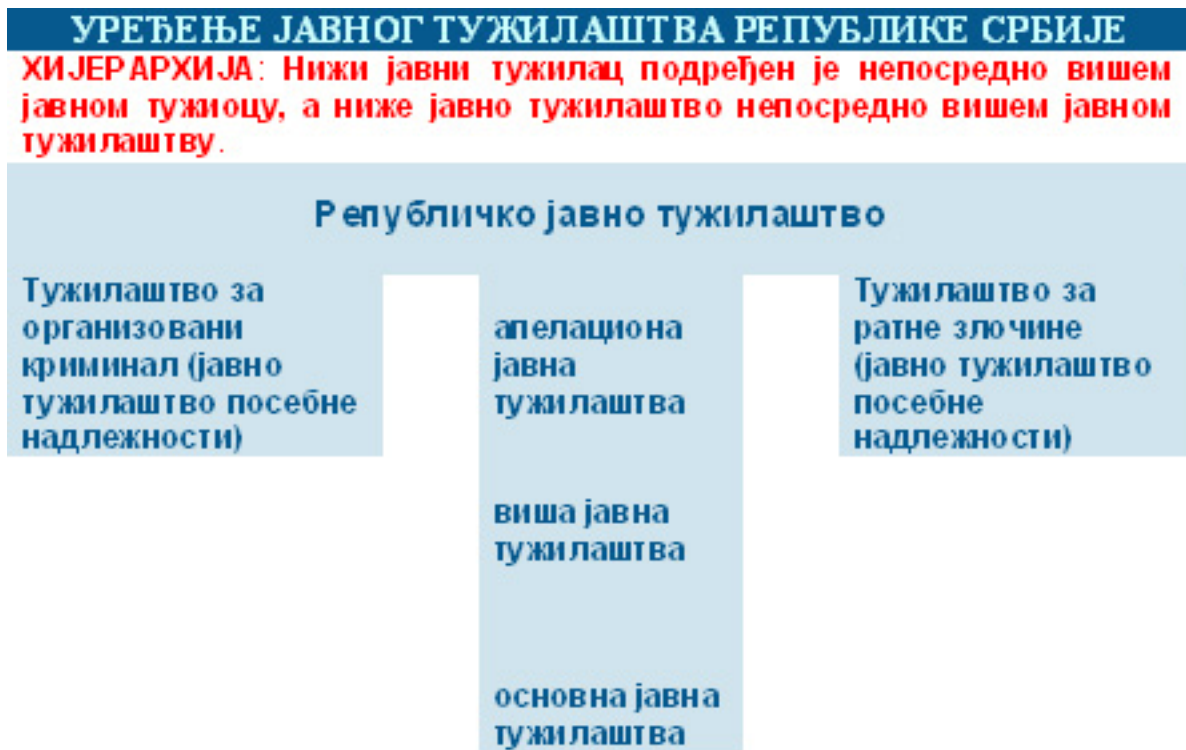 УРЕЂЕЊЕ ЈАВНОГ ТУЖИЛАШТВА РЕПУБЛИКЕ СРБИЈЕ
ХИЈЕРАРХИЈА: Нижи јавни тужилац подређен је непосредно вишем
јавном тужиоцу, а ниже јавно тужилаштво непосредно вишем јавном
тужилаштву.
Републичко јавно тужилаштво
Тужилаштво за
организовани
криминал (јавно
тужилаштво посебне
надлежности)
апелациона
јавна
тужилаштва
виша јавна
тужилаштва
основна јавна
тужилаштва
Тужилаштво за
ратне злочине
(јавно тужилаштво
посебне
надлежности)